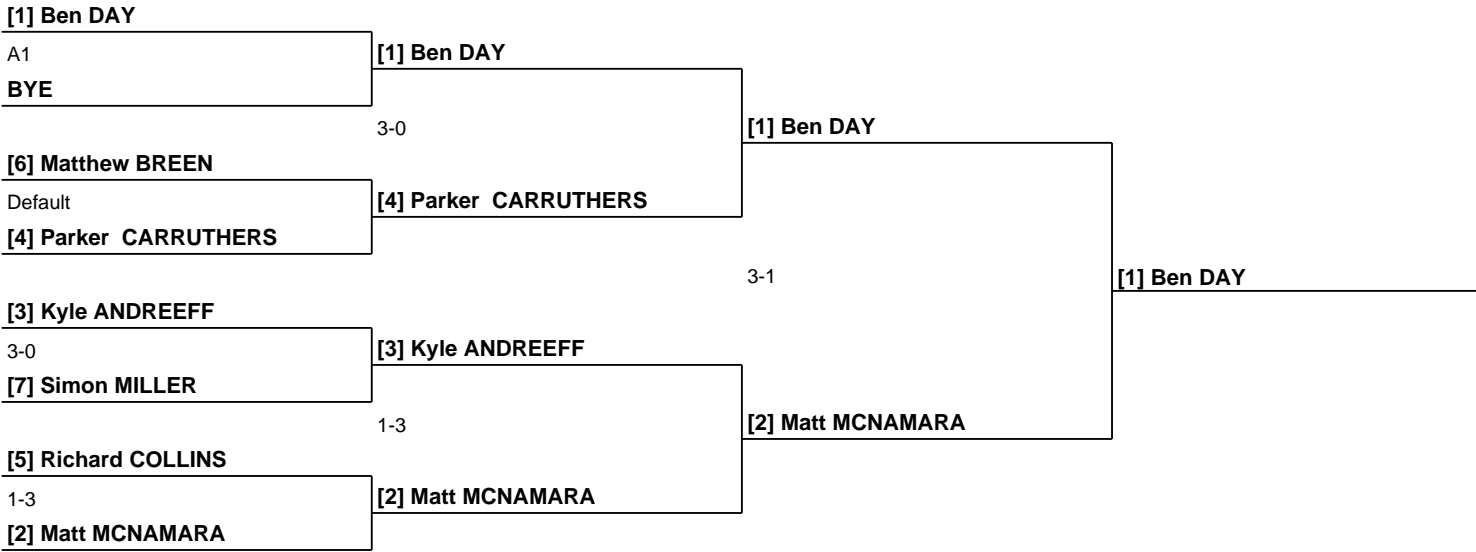 [1] Ben DAY
A1
BYE
[6] Matthew BREEN
Default
[4] Parker  CARRUTHERS
[3] Kyle ANDREEFF
3-0
[7] Simon MILLER
[5] Richard COLLINS
1-3
[2] Matt MCNAMARA
[1] Ben DAY
3-0
[4] Parker  CARRUTHERS
[3] Kyle ANDREEFF
1-3
[2] Matt MCNAMARA
[1] Ben DAY
3-1
[2] Matt MCNAMARA
[1] Ben DAY